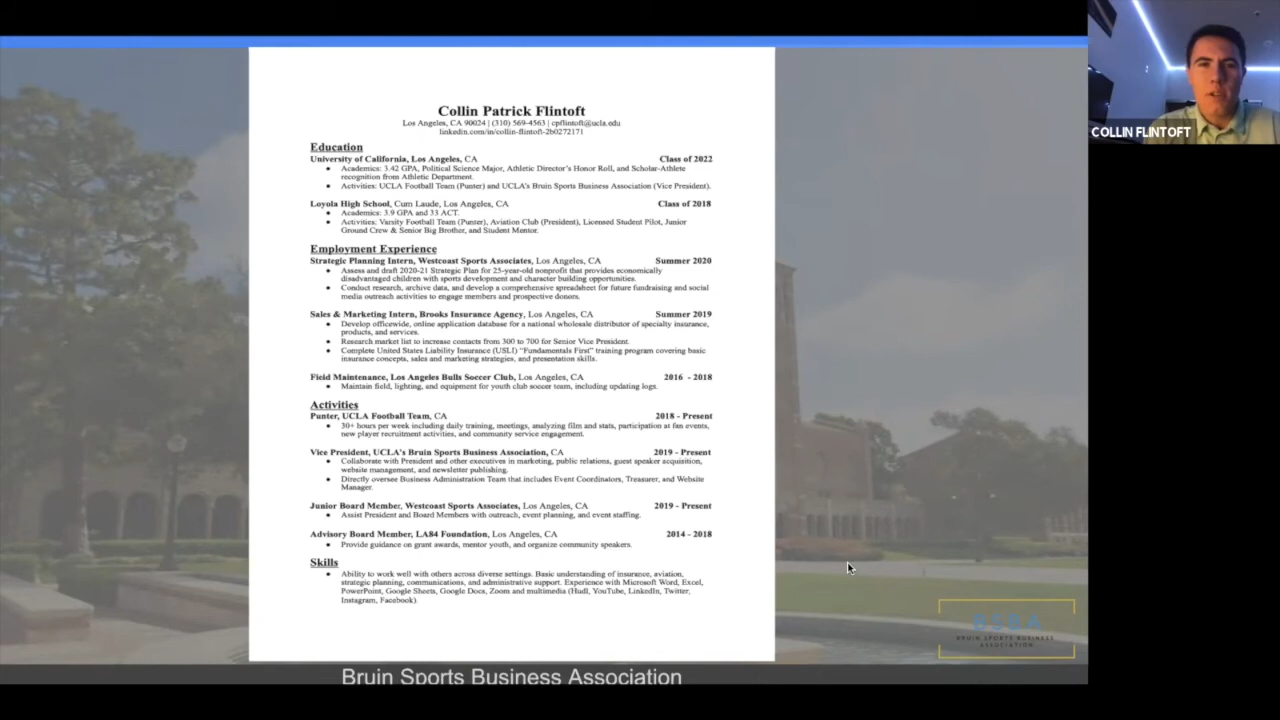 Collin Patrick Flintoft
Los Angeles, CA 90024 | (310) 569-4563 | cpflintoft@ucla.edu
linkedin.com/in/collin-flintoft-2b0272171
Education
University of California, Los Angeles, CA Class of 2022
• Academics: 3.42 GPA, Political Science Major, Athletic Director's Honor Roll, and Scholar-Athlete
recognition from Athletic Department.
• Activities: UCLA Football Team (Punter) and UCLA's Bruin Sports Business Association (Vice President).
Loyola High School, Cum Laude, Los Angeles, CA Class of 2018
• Academics: 3.9 GPA and 33 ACT.
• Activities: Varsity Football Team (Punter), Aviation Club (President), Licensed Student Pilot, Junior
Ground Crew & Senior Big Brother, and Student Mentor.
Employment Experience
Strategic Planning Intern, Westcoast Sports Associates, Los Angeles, CA Summer 2020
• Assess and draft 2020-21 Strategic Plan for 25-year-old nonprofit that provides economically
disadvantaged children with sports development and character building opportunities.
• Conduct research, archive data, and develop a comprehensive spreadsheet for future fundraising and social
media outreach activities to engage members and prospective donors.
Sales & Marketing Intern, Brooks Insurance Agency, Los Angeles, CA Summer 2019
• Develop officewide, online application database for a national wholesale distributor of specialty insurance,
products, and services.
• Research market list to increase contacts from 300 to 700 for Senior Vice President.
• Complete United States Liability Insurance (USLI) "Fundamentals First" training program covering basic
insurance concepts, sales and marketing strategies, and presentation skills.
Field Maintenance, Los Angeles Bulls Soccer Club, Los Angeles, CA 2016 - 2018
• Maintain field, lighting, and equipment for youth club soccer team, including updating logs.
Activities
Punter, UCLA Football Team, CA 2018 - Present
• 30+ hours per week including daily training, meetings, analyzing film and stats, participation at fan events,
new player recruitment activities, and community service engagement.
Vice President, UCLA's Bruin Sports Business Association, CA 2019 - Present
• Collaborate with President and other executives in marketing, public relations, guest speaker acquisition,
website management, and newsletter publishing.
• Directly oversee Business Administration Team that includes Event Coordinators, Treasurer, and Website
Manager.
Junior Board Member, Westcoast Sports Associates, Los Angeles, CA 2019 - Present
• Assist President and Board Members with outreach, event planning, and event staffing.
Advisory Board Member, LA84 Foundation, Los Angeles, CA 2014 - 2018
• Provide guidance on grant awards, mentor youth, and organize community speakers.
Skills
• Ability to work well with others across diverse settings. Basic understanding of insurance, aviation,
strategic planning, communications, and administrative support. Experience with Microsoft Word, Excel,
PowerPoint, Google Sheets, Google Docs, Zoom and multimedia (Hudl, YouTube, LinkedIn, Twitter,
Instagram, Facebook).
COLLIN FLINTOFT
BSBA
BRUIN SPORTS BUSINESS
ASSOCIATION
Bruin Sports Business Association